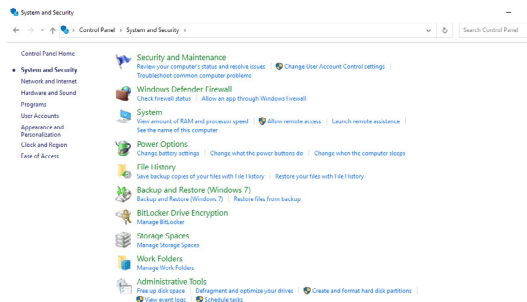 System and Security
Control Panel > System and Security >
Search Control Panel
Control Panel Home
System and Security
Network and Internet
Hardware and Sound
Programs
User Accounts
Appearance and
Personalization
Clock and Region
Ease of Access
Security and Maintenance
Review your computer's status and resolve issues | Change User Account Control settings |
Troubleshoot common computer problems
Windows Defender Firewall
Check firewall status | Allow an app through Windows Firewall
System
View amount of RAM and processor speed | Allow remote access | Launch remote assistance |
See the name of this computer
Power Options
Change battery settings | Change what the power buttons do | Change when the computer sleeps
File History
Save backup copies of your files with File History | Restore your files with File History
Backup and Restore (Windows 7)
Backup and Restore (Windows 7) | Restore files from backup
BitLocker Drive Encryption
Manage BitLocker
Storage Spaces
Manage Storage Spaces
Work Folders
Manage Work Folders
Administrative Tools
Free up disk space | Defragment and optimize your drives | Create and format hard disk partitions |
View event logs | Schedule tasks